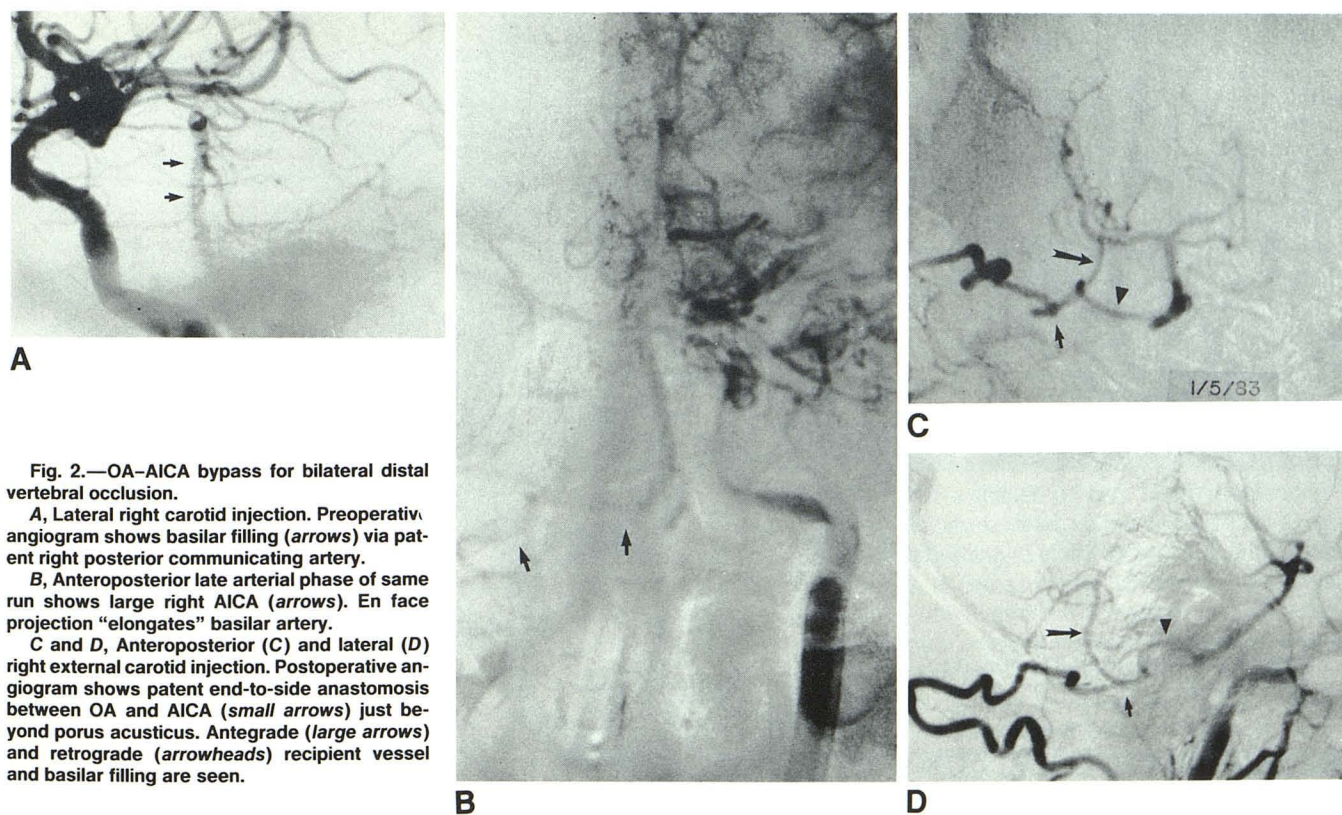 A
B
1/5/83
C
D
Fig. 2.—OA–AICA bypass for bilateral distal
vertebral occlusion.
A, Lateral right carotid injection. Preoperativ
angiogram shows basilar filling (arrows) via pat-
ent right posterior communicating artery.
B, Anteroposterior late arterial phase of same
run shows large right AICA (arrows). En face
projection "elongates" basilar artery.
C and D, Anteroposterior (C) and lateral (D)
right external carotid injection. Postoperative an-
giogram shows patent end-to-side anastomosis
between OA and AICA (small arrows) just be-
yond porus acusticus. Antegrade (large arrows)
and retrograde (arrowheads) recipient vessel
and basilar filling are seen.